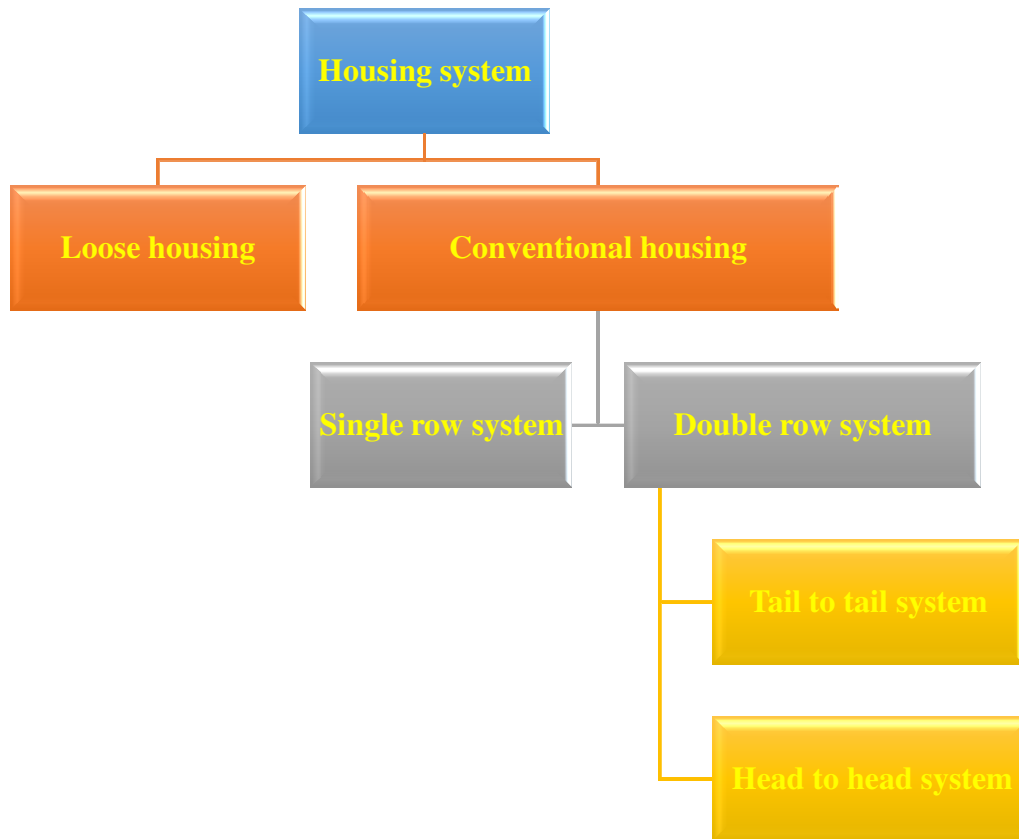 Housing system
Loose housing
Conventional housing
Single row system
Double row system
Tail to tail system
Head to head system